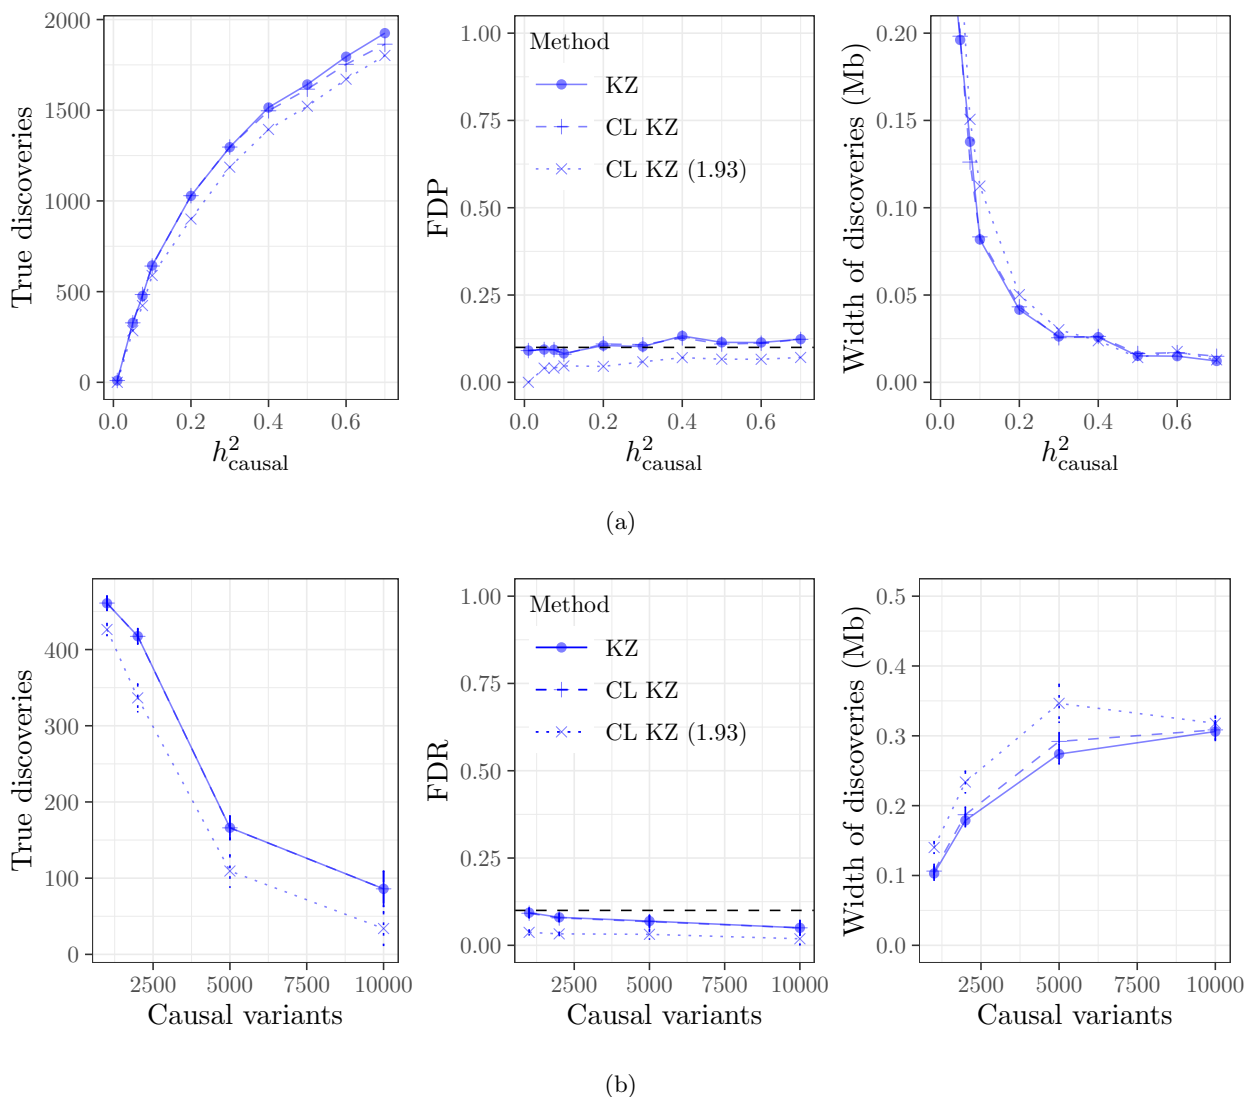 True discoveries
2000
1500
1000
500
0
0.0 0.2 0.4 0.6
h²causal
FDP
1.00
0.75
0.50
0.25
0.00
Method
KZ
CL KZ
CL KZ (1.93)
0.0 0.2 0.4 0.6
h²causal
Width of discoveries (Mb)
0.20
0.15
0.10
0.05
0.00
0.0 0.2 0.4 0.6
h²causal
(a)
True discoveries
400
300
200
100
0
2500 5000 7500 10000
Causal variants
FDR
1.00
0.75
0.50
0.25
0.00
Method
KZ
CL KZ
CL KZ (1.93)
2500 5000 7500 10000
Causal variants
Width of discoveries (Mb)
0.5
0.4
0.3
0.2
0.1
0.0
2500 5000 7500 10000
Causal variants
(b)